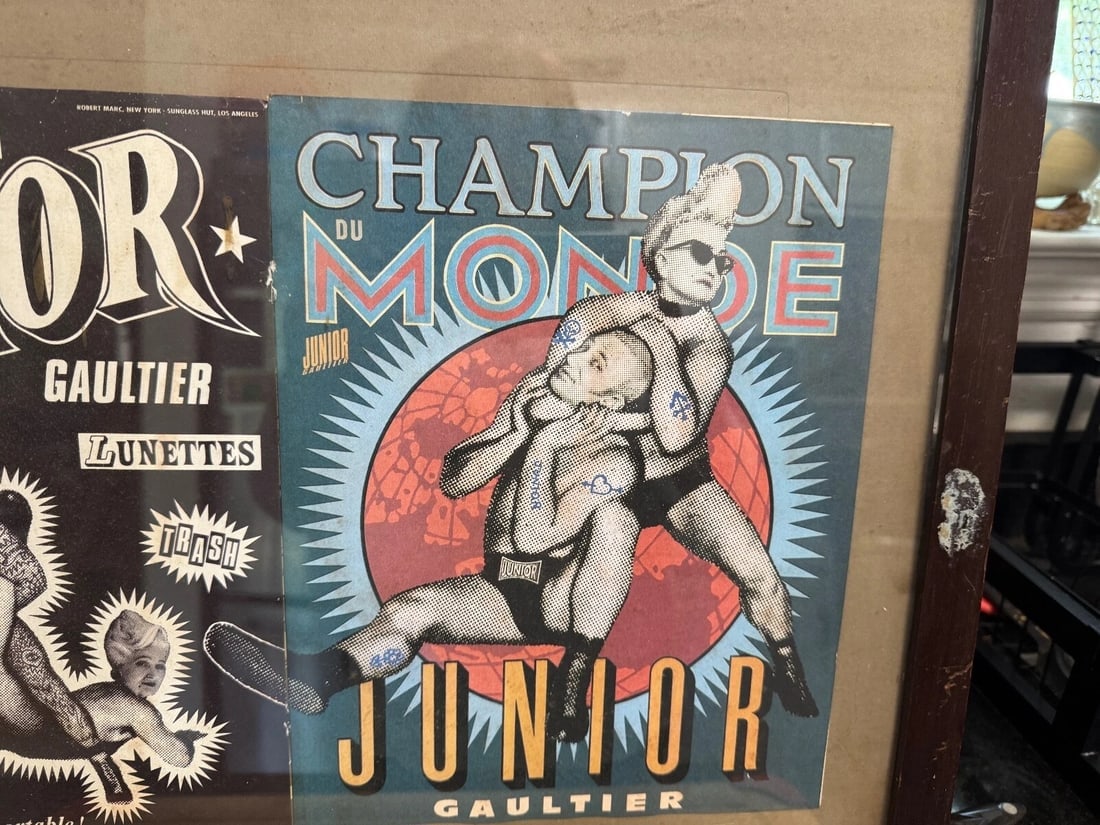 ROBERT MARC, NEW YORK - SUNGLASS HUT, LOS ANGELES
OR
GAULTIER
LUNETTES
TRASH
CHAMPION
DU
MONDE
JUNIOR
GAULTIER
JUNIOR
JUNIOR
JUNIOR
GAULTIER